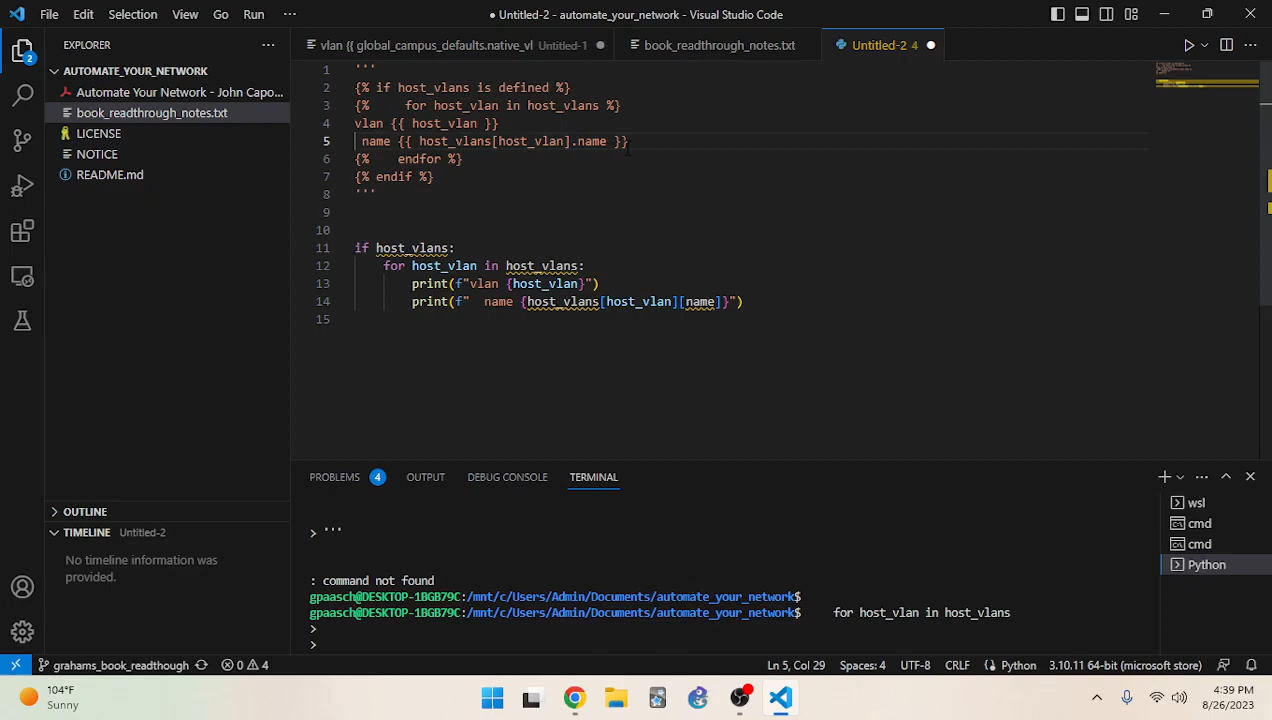 File Edit Selection View Go Run ··· ● Untitled-2 - automate_your_network - Visual Studio Code
EXPLORER ···
vlan {{ global_campus_defaults.native_vl Untitled-1 ●
book_readthrough_notes.txt
Untitled-2 4 ●
AUTOMATE_YOUR_NETWORK
Automate Your Network - John Capo...
book_readthrough_notes.txt
LICENSE
NOTICE
README.md
2
1 '''
2 {% if host_vlans is defined %}
3 {%    for host_vlan in host_vlans %}
4 vlan {{ host_vlan }}
5  name {{ host_vlans[host_vlan].name }}
6 {%    endfor %}
7 {% endif %}
8 '''
9
10
11 if host_vlans:
12     for host_vlan in host_vlans:
13         print(f"vlan {host_vlan}")
14         print(f"  name {host_vlans[host_vlan][name]}")
15
PROBLEMS 4 OUTPUT DEBUG CONSOLE TERMINAL
> '''
: command not found
gpaasch@DESKTOP-1BGB79C:/mnt/c/Users/Admin/Documents/automate_your_network$
gpaasch@DESKTOP-1BGB79C:/mnt/c/Users/Admin/Documents/automate_your_network$     for host_vlan in host_vlans
>
>
wsl
cmd
cmd
Python
OUTLINE
TIMELINE Untitled-2
No timeline information was
provided.
grahams_book_readthough 0 4 Ln 5, Col 29 Spaces: 4 UTF-8 CRLF Python 3.10.11 64-bit (microsoft store)
104°F
Sunny
4:39 PM
8/26/2023